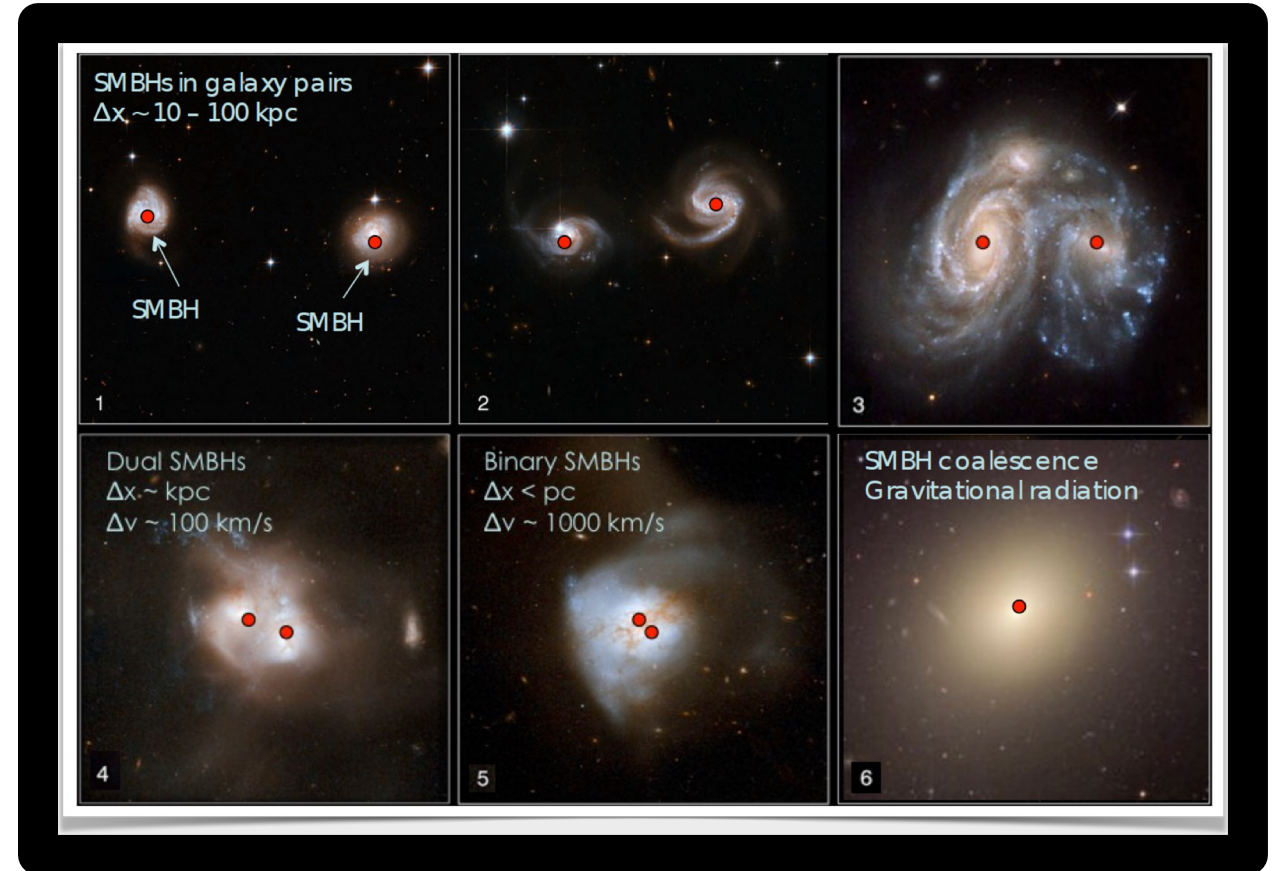 SMBHs in galaxy pairs
Δx ~ 10 – 100 kpc
SMBH
SMBH
1
2
3
Dual SMBHs
Δx ~ kpc
Δv ~ 100 km/s
4
Binary SMBHs
Δx < pc
Δv ~ 1000 km/s
5
SMBH coalescence
Gravitational radiation
6